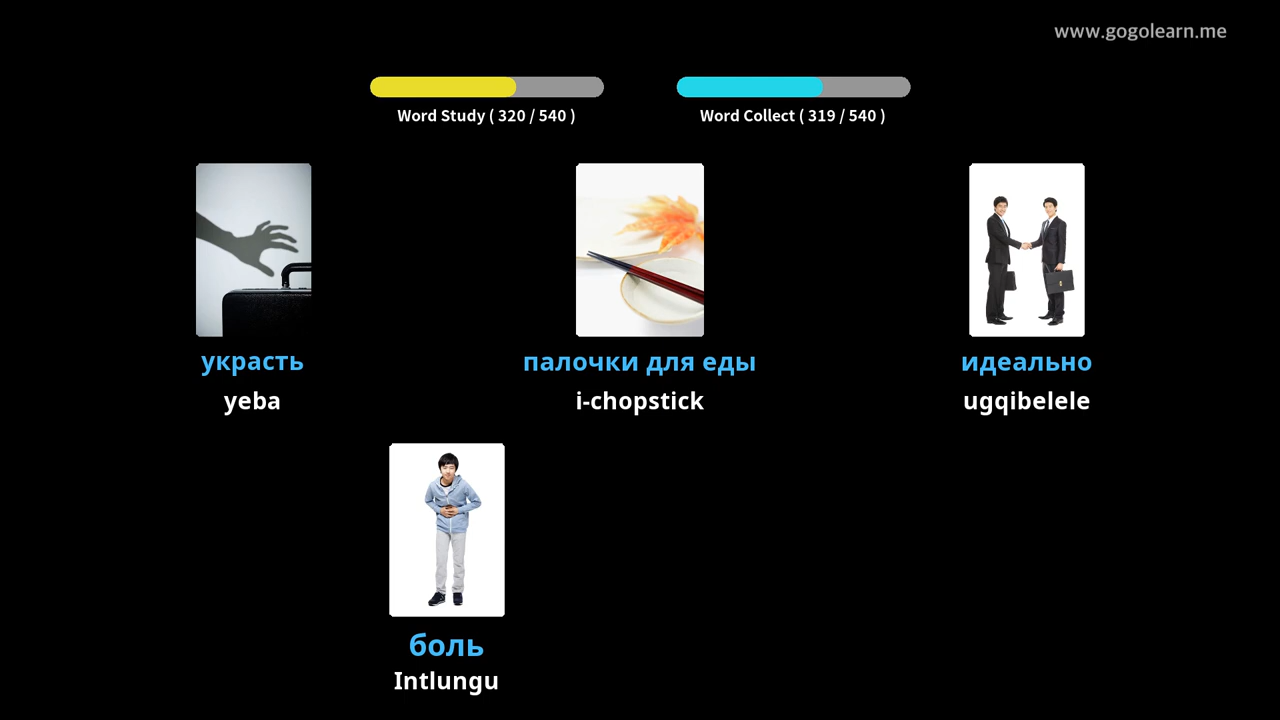 www.gogolearn.me
Word Study ( 320 / 540 )
Word Collect ( 319 / 540 )
украсть
yeba
палочки для еды
i-chopstick
идеально
ugqibelele
боль
Intlungu